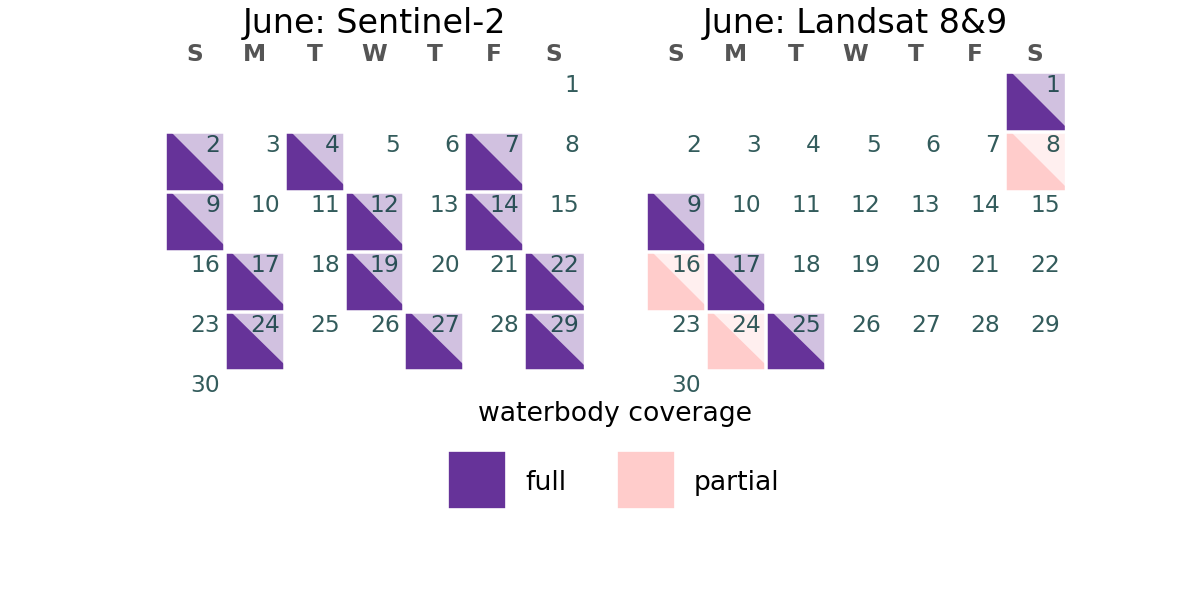 June: Sentinel-2
S M T W T F S
1
2 3 4 5 6 7 8
9 10 11 12 13 14 15
16 17 18 19 20 21 22
23 24 25 26 27 28 29
30
June: Landsat 8&9
S M T W T F S
1
2 3 4 5 6 7 8
9 10 11 12 13 14 15
16 17 18 19 20 21 22
23 24 25 26 27 28 29
30
waterbody coverage
full partial